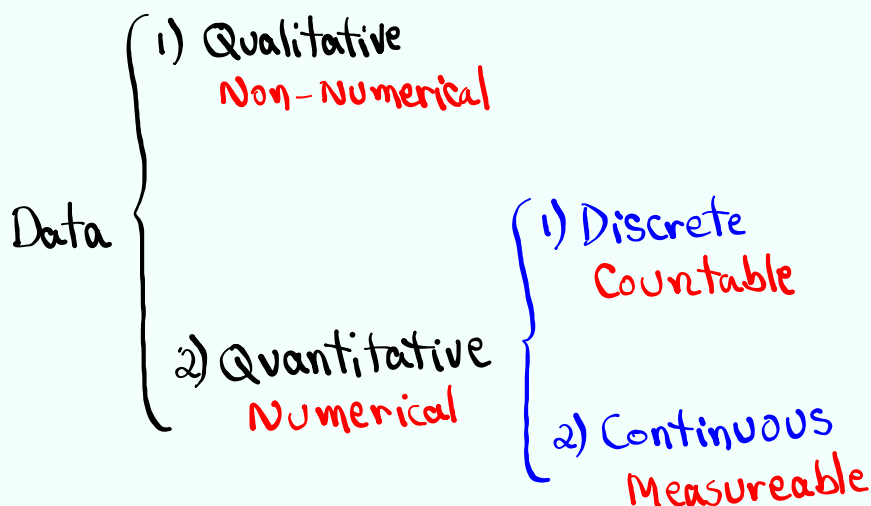 1) Qualitative
Non-Numerical
Data
1) Discrete
Countable
2) Quantitative
Numerical
2) Continuous
Measureable